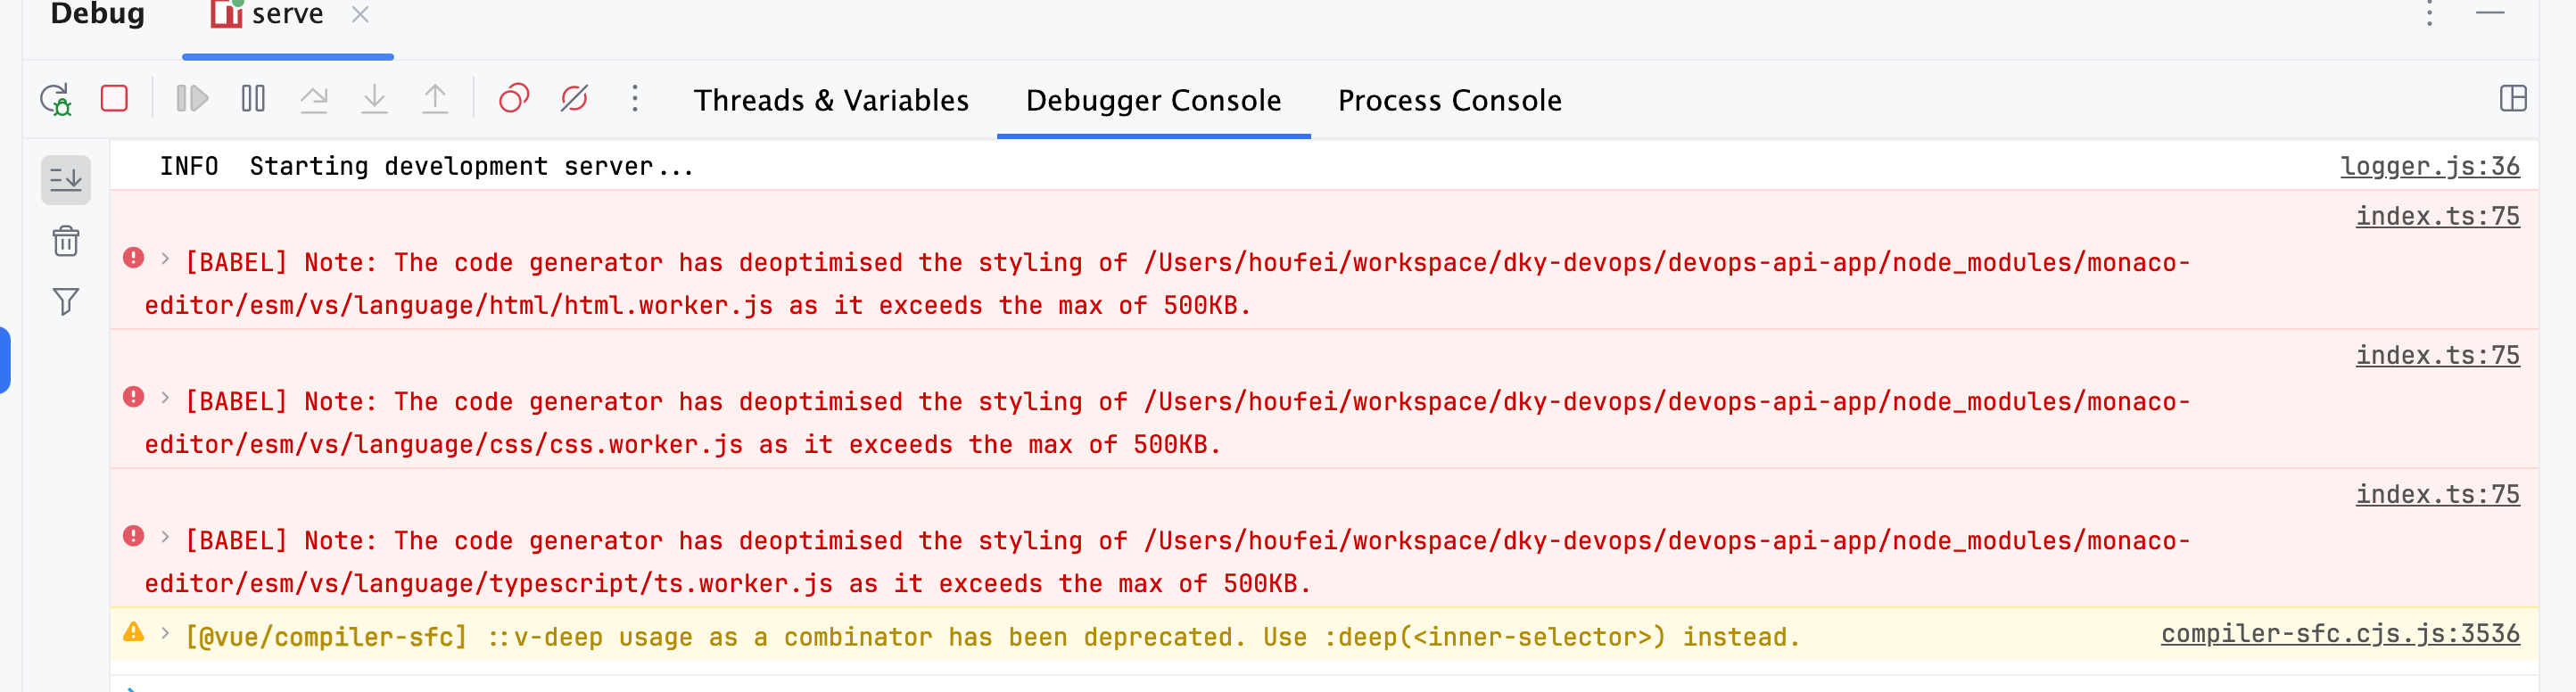 Debug serve
Threads & Variables Debugger Console Process Console
INFO Starting development server... logger.js:36
index.ts:75
[BABEL] Note: The code generator has deoptimised the styling of /Users/houfei/workspace/dky-devops/devops-api-app/node_modules/monaco-
editor/esm/vs/language/html/html.worker.js as it exceeds the max of 500KB.
index.ts:75
[BABEL] Note: The code generator has deoptimised the styling of /Users/houfei/workspace/dky-devops/devops-api-app/node_modules/monaco-
editor/esm/vs/language/css/css.worker.js as it exceeds the max of 500KB.
index.ts:75
[BABEL] Note: The code generator has deoptimised the styling of /Users/houfei/workspace/dky-devops/devops-api-app/node_modules/monaco-
editor/esm/vs/language/typescript/ts.worker.js as it exceeds the max of 500KB.
[@vue/compiler-sfc] ::v-deep usage as a combinator has been deprecated. Use :deep(<inner-selector>) instead. compiler-sfc.cjs.js:3536